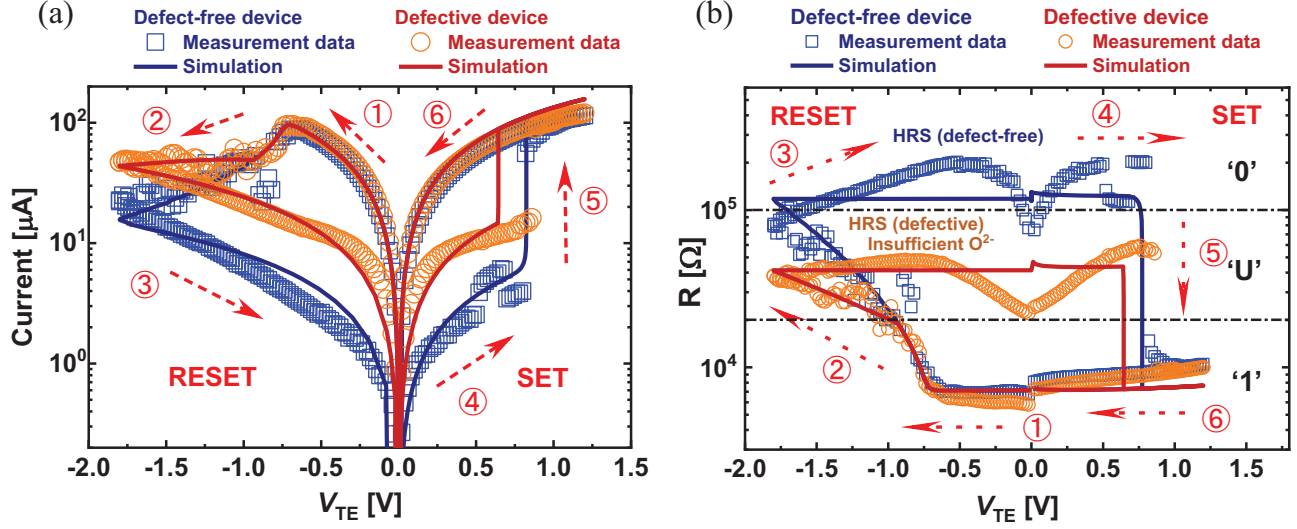 (a)
Defect-free device Defective device
Measurement data Measurement data
Simulation Simulation
Current [µA]
10²
10¹
10⁰
② ① ⑥
③ ⑤
④
RESET SET
-2.0 -1.5 -1.0 -0.5 0.0 0.5 1.0 1.5
V_TE [V]
(b)
Defect-free device Defective device
Measurement data Measurement data
Simulation Simulation
R [Ω]
10⁵
10⁴
RESET ④ SET
HRS (defect-free)
③ '0'
HRS (defective)
Insufficient O²⁻
⑤
'U'
② '1'
① ⑥
-2.0 -1.5 -1.0 -0.5 0.0 0.5 1.0 1.5
V_TE [V]